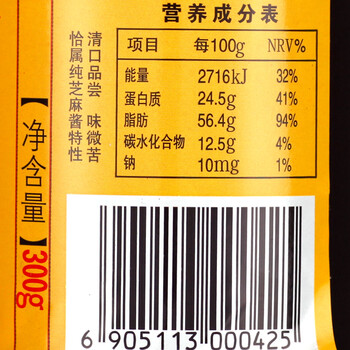 营养成分表
项目 每100g NRV%
能量 2716kJ 32%
蛋白质 24.5g 41%
脂肪 56.4g 94%
碳水化合物 12.5g 4%
钠 10mg 1%
清口品尝 味微苦
恰属纯芝麻酱特性
【净含量】300g
6 905113 000425